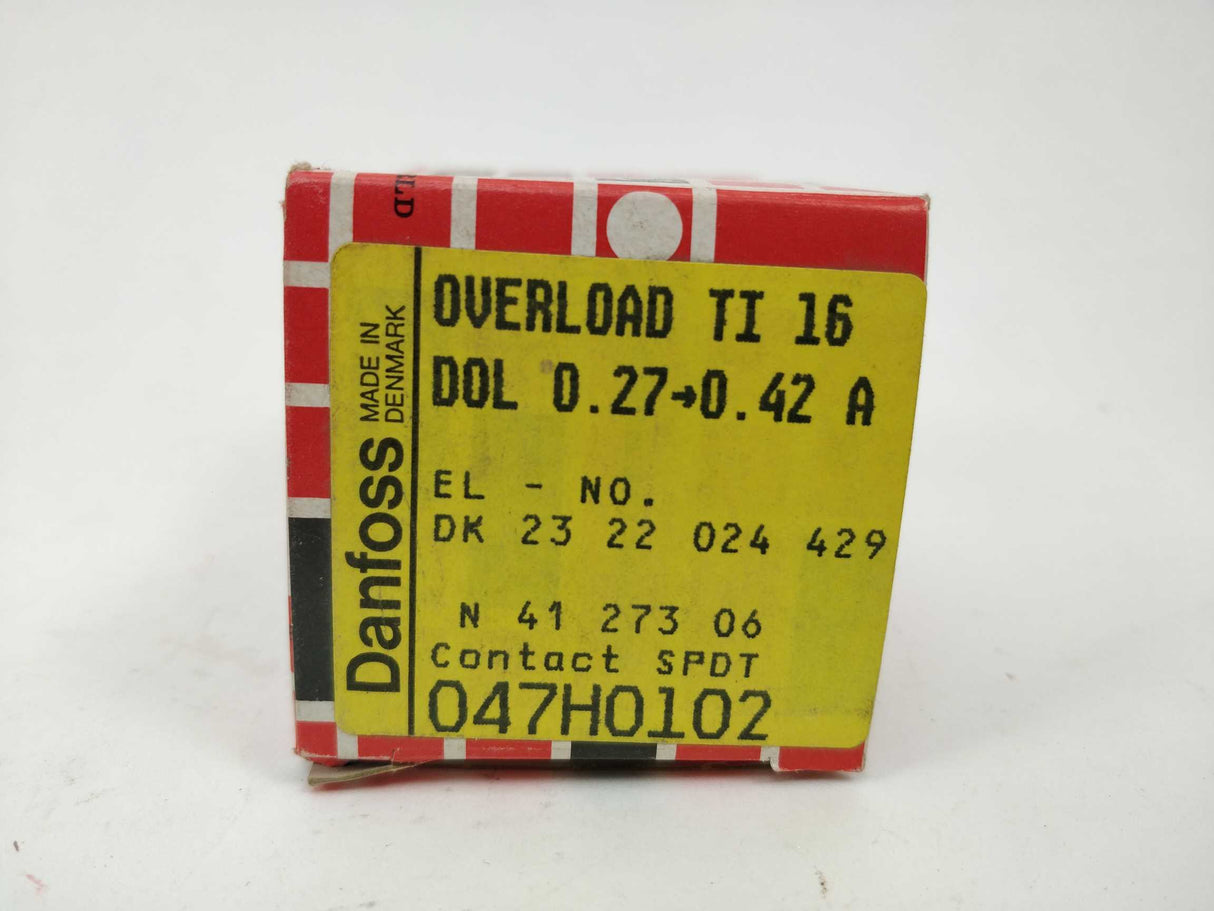 OVERLOAD TI 16
DOL 0.27→0.42 A
EL - NO.
DK 23 22 024 429
N 41 273 06
Contact SPDT
047H0102
Danfoss
MADE IN
DENMARK